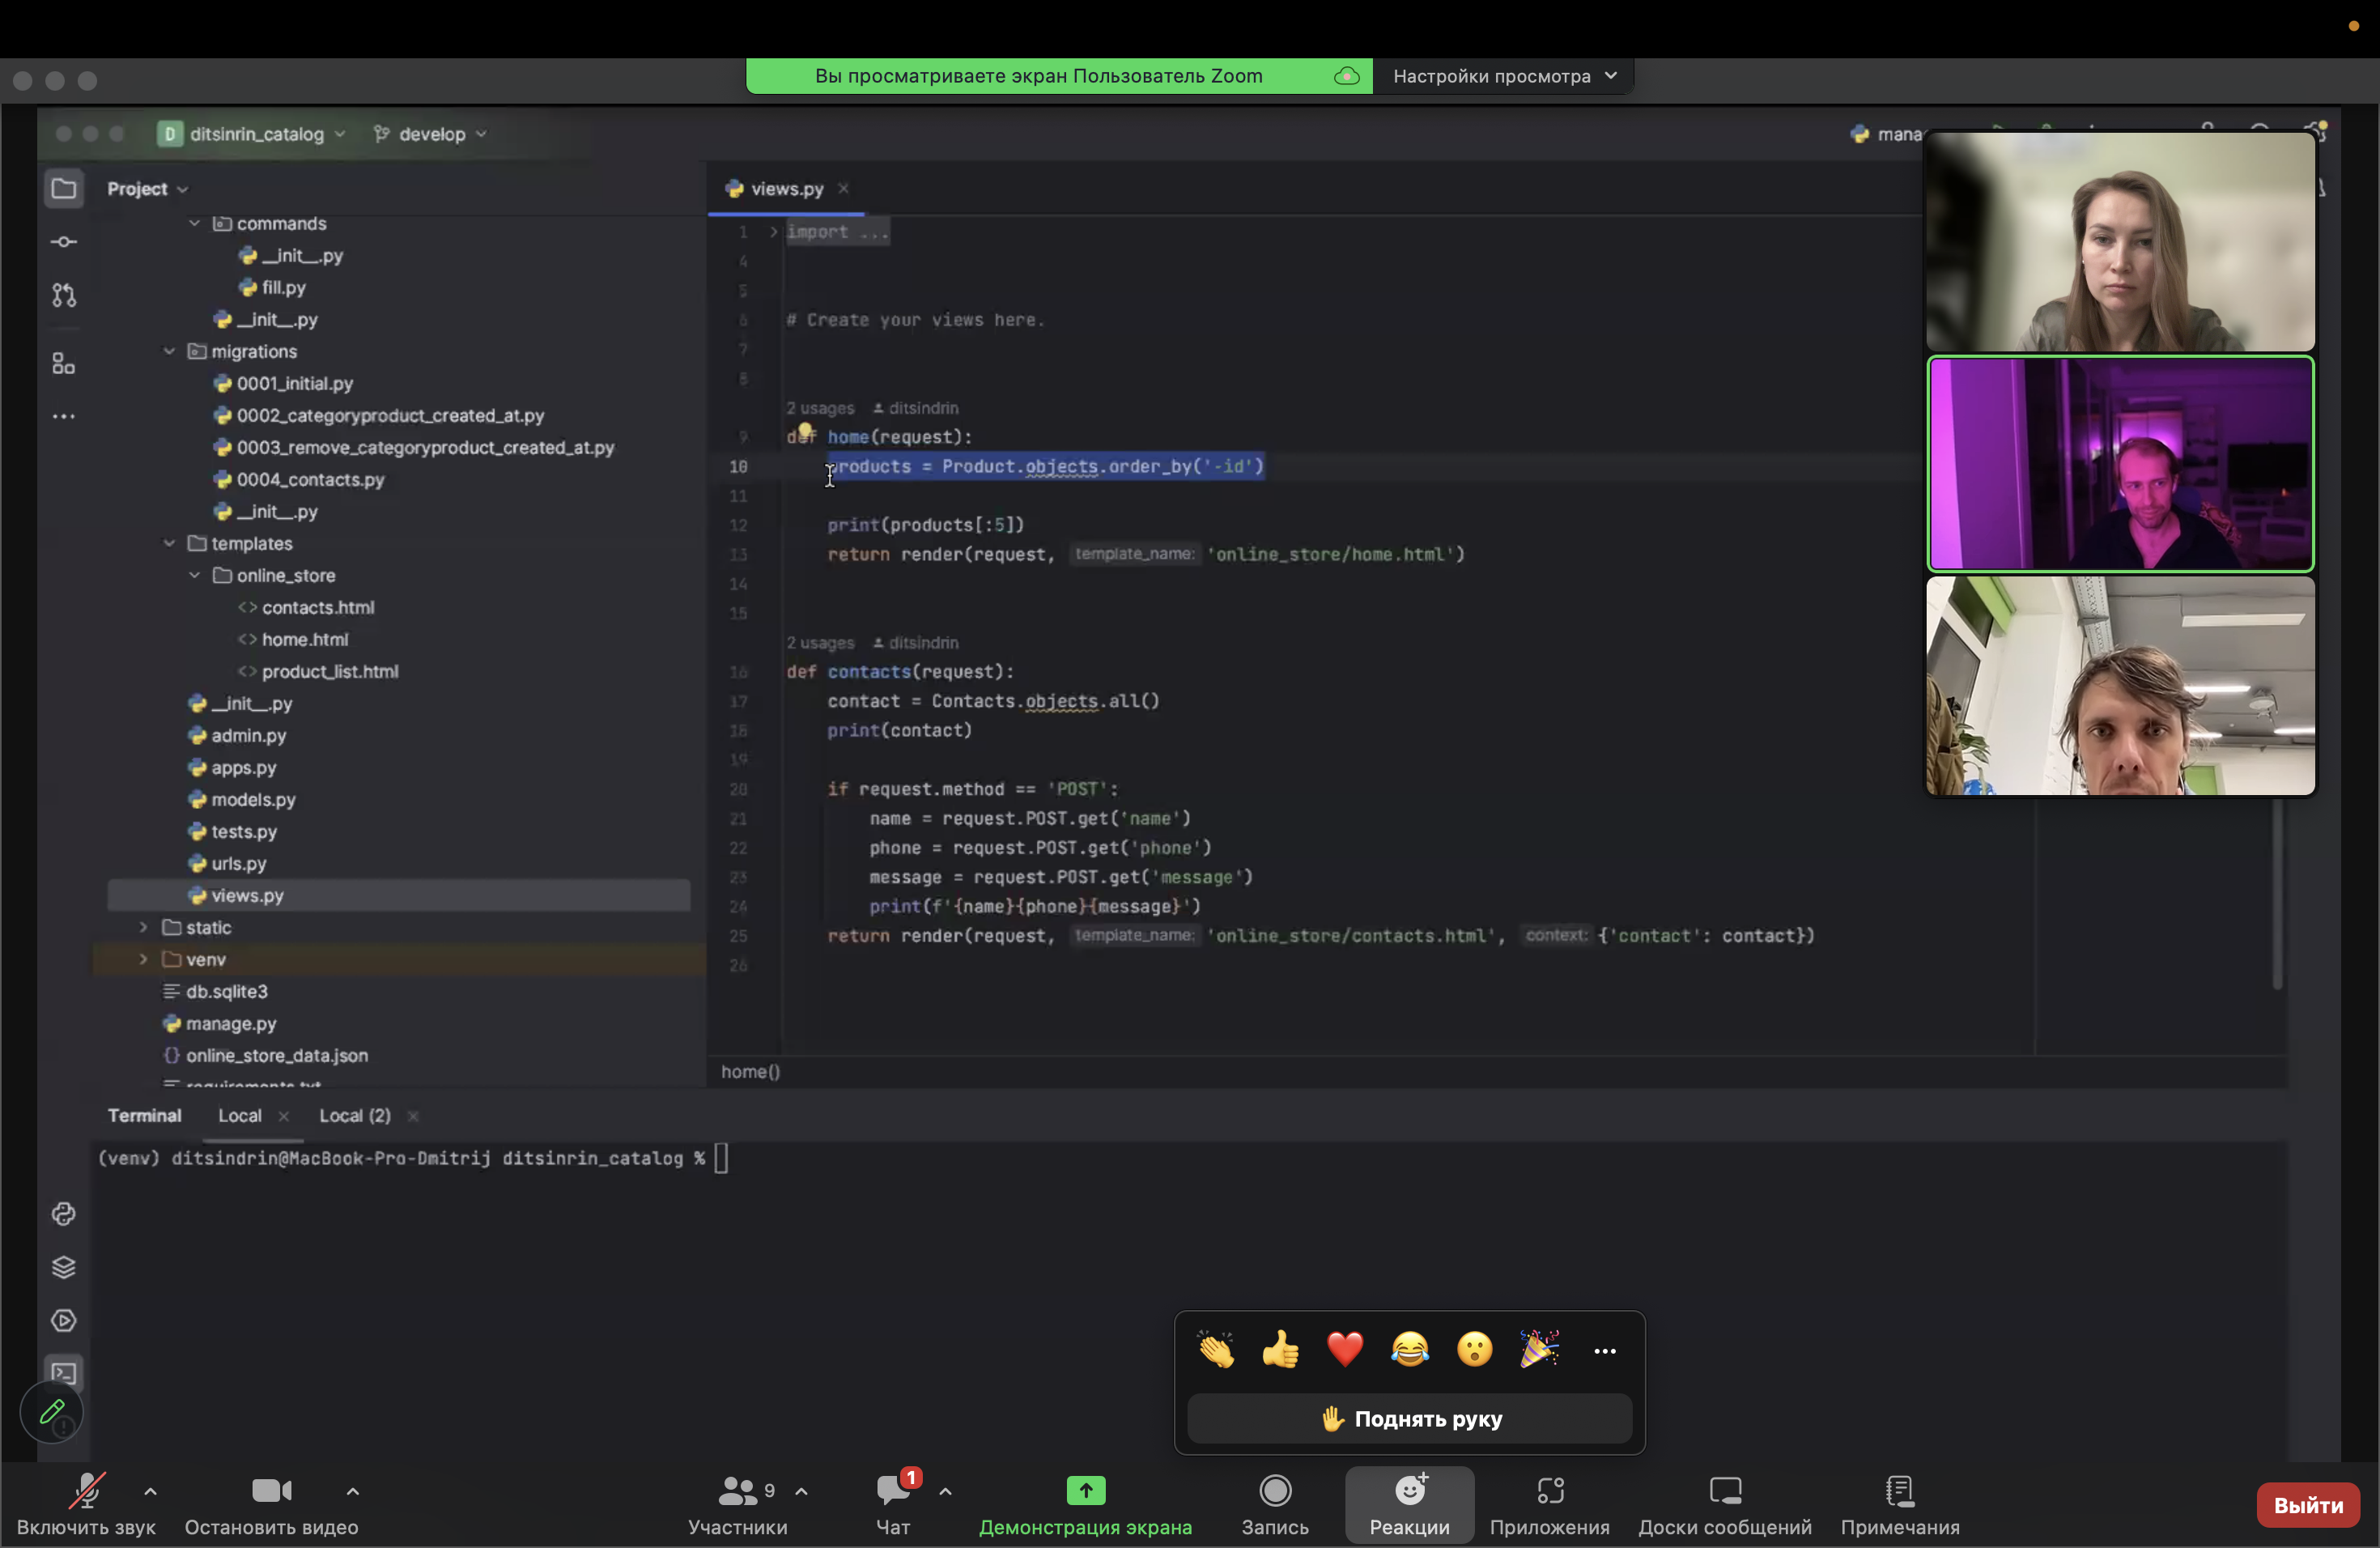 Вы просматриваете экран Пользователь Zoom
Настройки просмотра
D ditsinrin_catalog
develop
Project
commands
__init__.py
fill.py
__init__.py
migrations
0001_initial.py
0002_categoryproduct_created_at.py
0003_remove_categoryproduct_created_at.py
0004_contacts.py
__init__.py
templates
online_store
contacts.html
home.html
product_list.html
__init__.py
admin.py
apps.py
models.py
tests.py
urls.py
views.py
static
venv
db.sqlite3
manage.py
online_store_data.json
requirements.txt
views.py
1 import ...
4
5
6 # Create your views here.
7
8
2 usages ditsindrin
9 def home(request):
10 products = Product.objects.order_by('-id')
11
12 print(products[:5])
13 return render(request, template_name: 'online_store/home.html')
14
15
2 usages ditsindrin
16 def contacts(request):
17 contact = Contacts.objects.all()
18 print(contact)
19
20 if request.method == 'POST':
21 name = request.POST.get('name')
22 phone = request.POST.get('phone')
23 message = request.POST.get('message')
24 print(f'{name}{phone}{message}')
25 return render(request, template_name: 'online_store/contacts.html', context: {'contact': contact})
26
home()
Terminal Local Local (2)
(venv) ditsindrin@MacBook-Pro-Dmitrij ditsinrin_catalog %
Поднять руку
Включить звук
Остановить видео
9
Участники
1
Чат
Демонстрация экрана
Запись
Реакции
Приложения
Доски сообщений
Примечания
Выйти